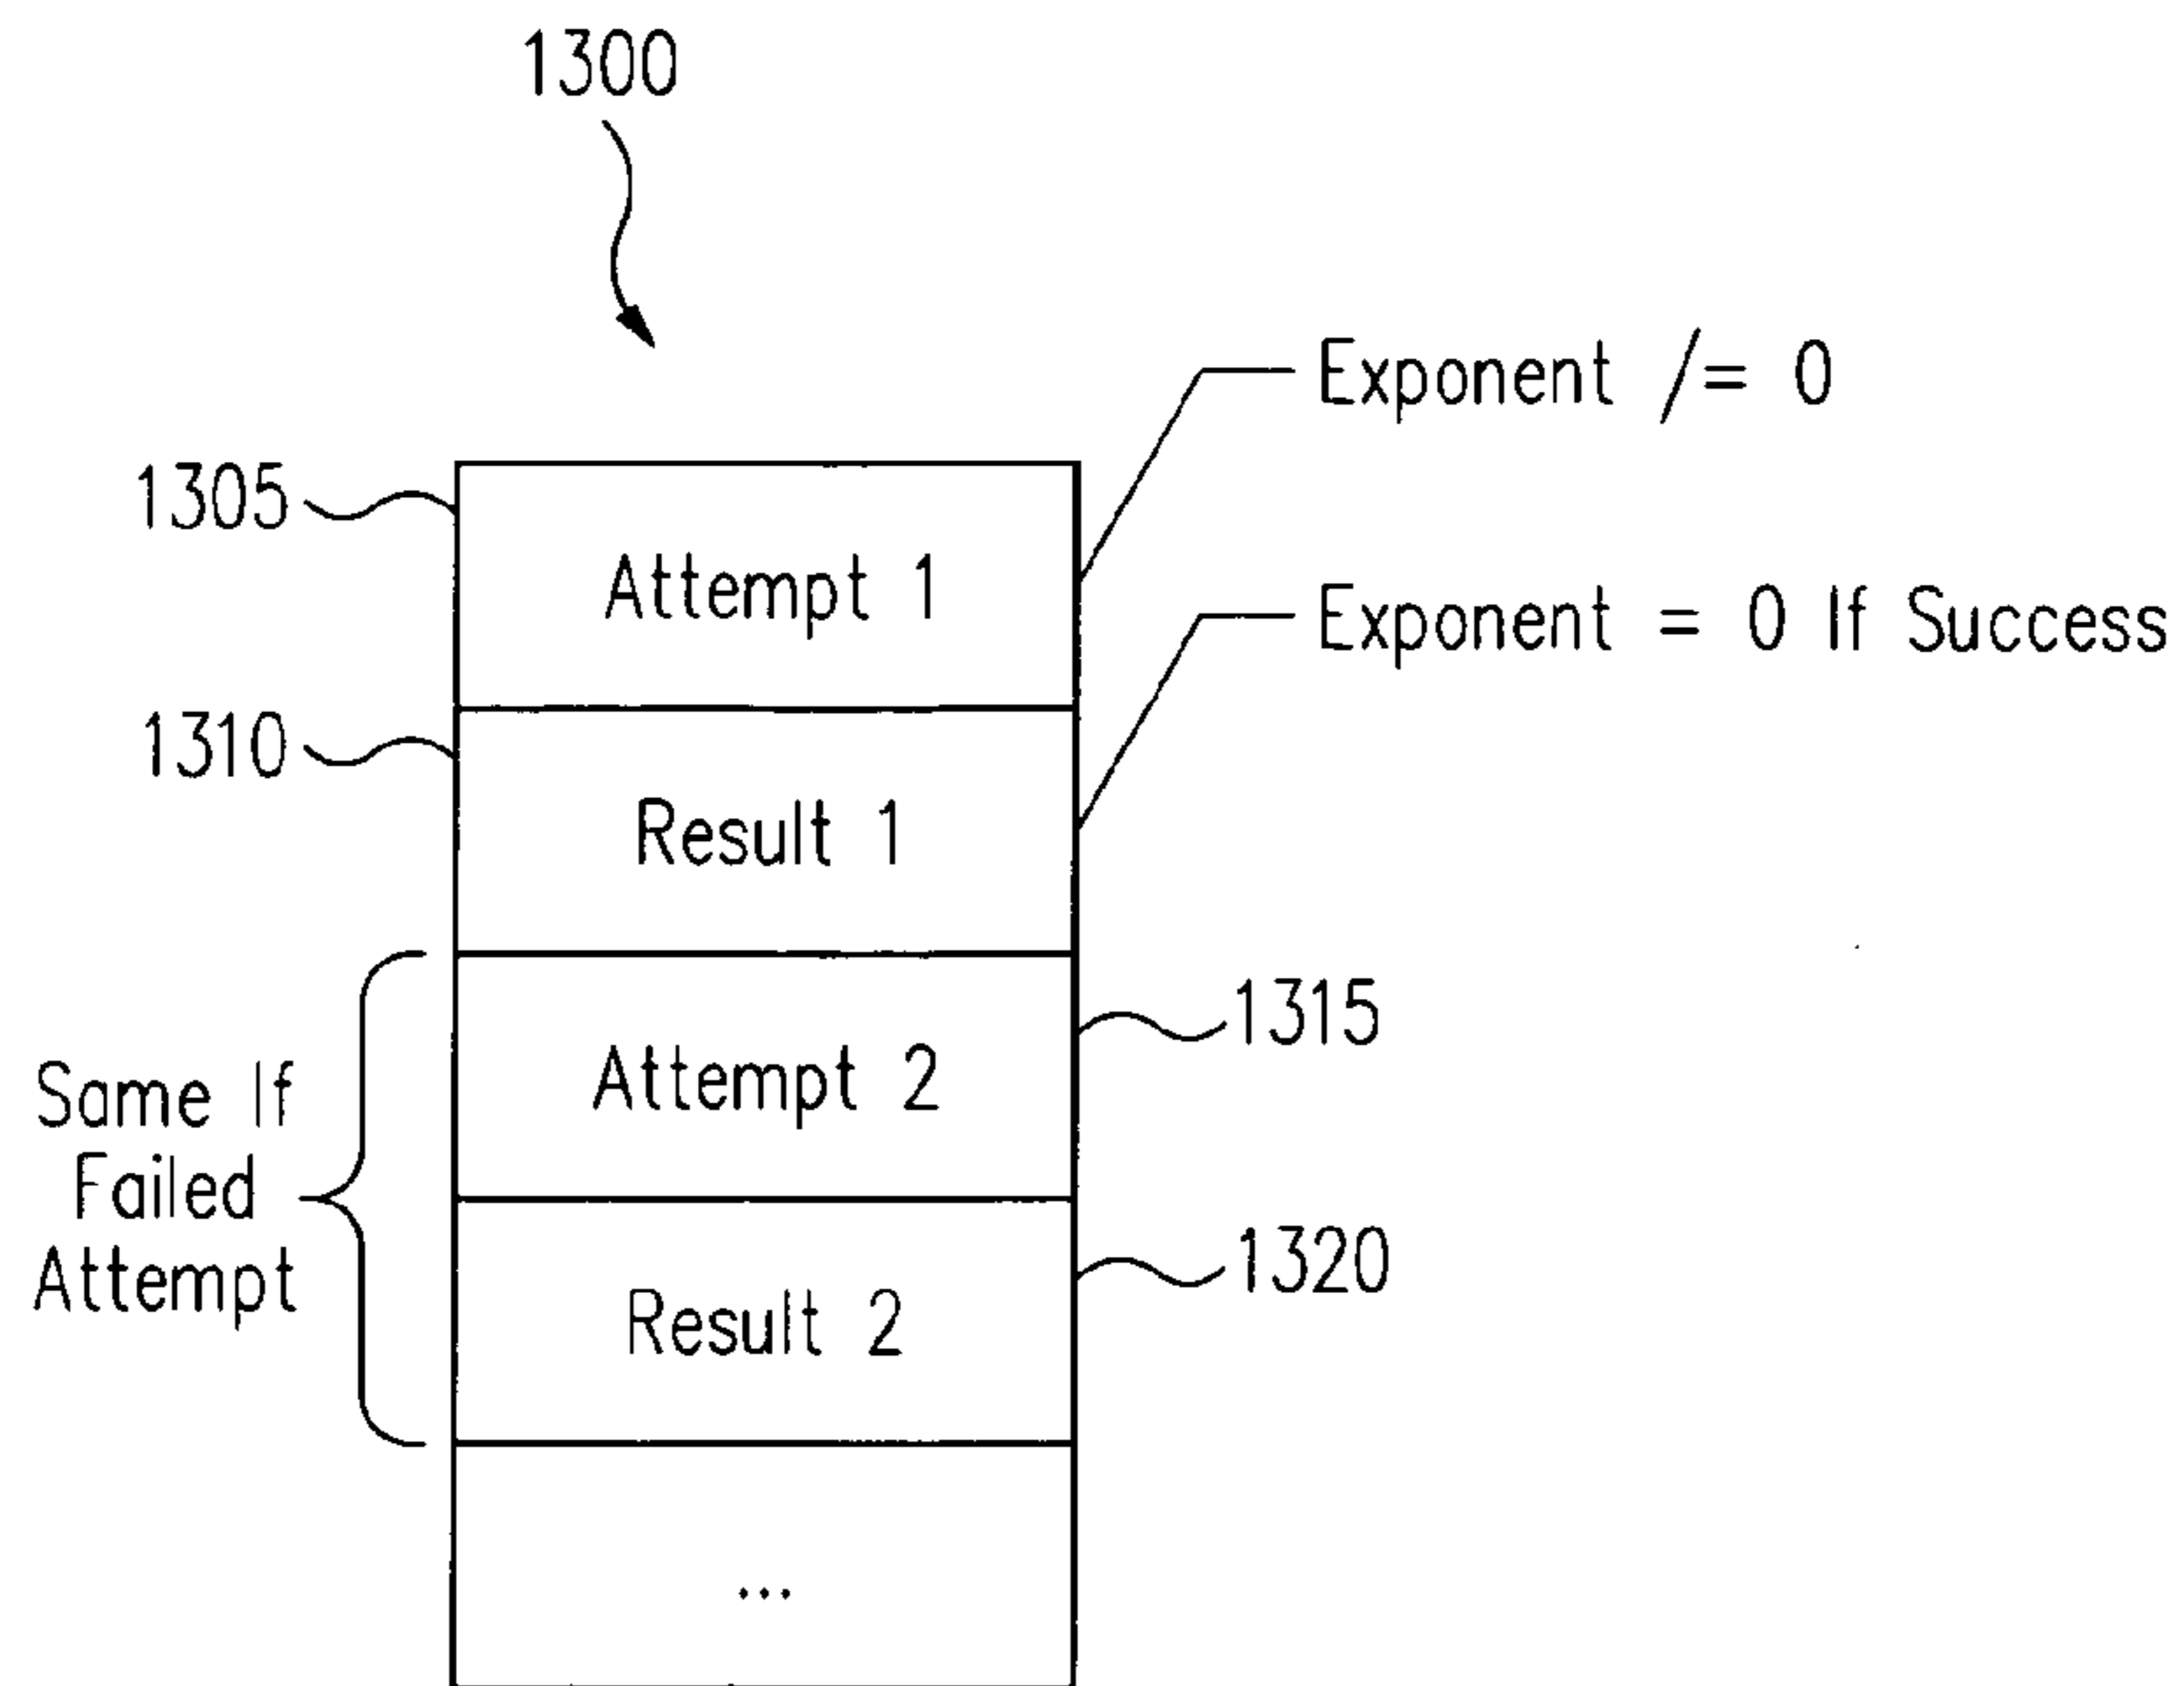 1300
Exponent /= 0
1305
Attempt 1
Exponent = 0 If Success
1310
Result 1
1315
Attempt 2
Same If
Failed
Attempt
1320
Result 2
...